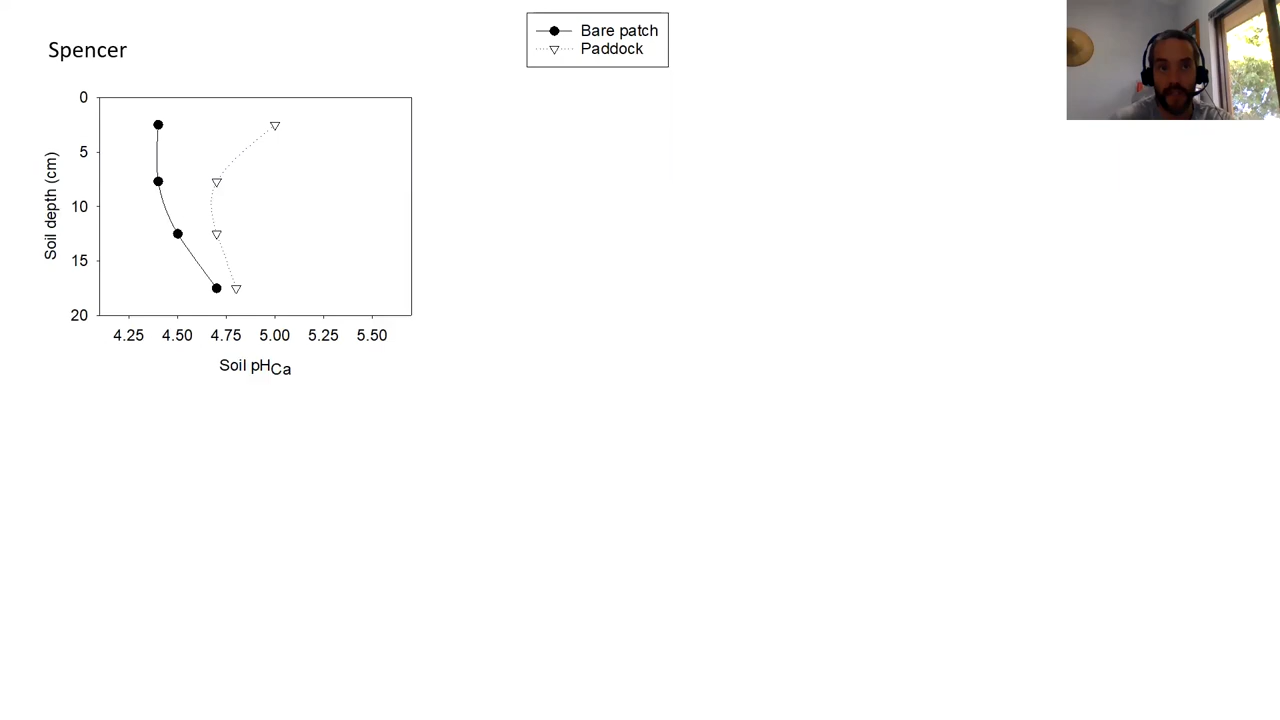 Spencer
Bare patch
Paddock
0
5
10
15
20
Soil depth (cm)
4.25 4.50 4.75 5.00 5.25 5.50
Soil pHCa